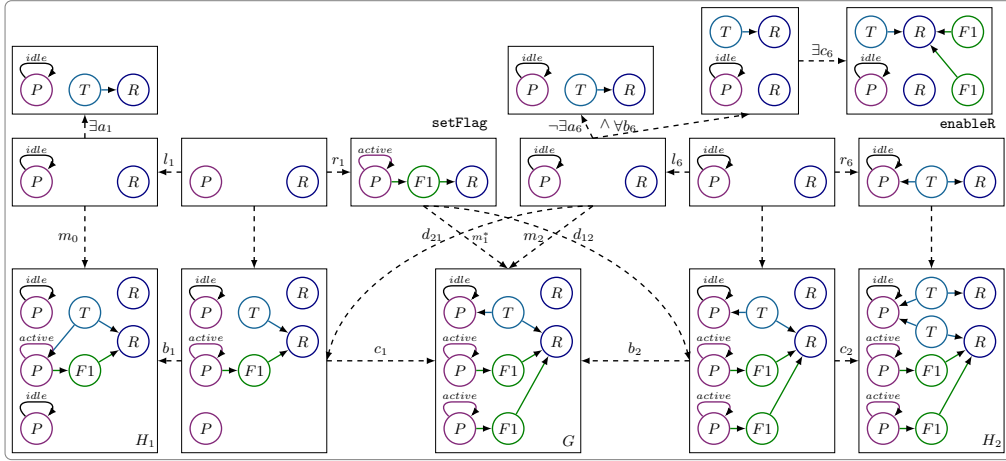 idle
P T R
∃a₁
idle
P T R
¬∃a₆ ∧ ∀b₆
T R
idle
P R
∃c₆
T R F1
idle
P R F1
setFlag
enableR
idle
P R
l₁
P R
r₁
active
P F1 R
idle
P R
l₆
idle
P R
r₆
idle
P T R
m₀
d₂₁
m₁*
m₂
d₁₂
idle
P T R
active
P F1 R
idle
P
H₁
b₁
idle
P T R
active
P F1 R
P
c₁
idle
P T R
active
P F1 R
active
P F1
G
b₂
idle
P T R
active
P F1 R
active
P F1
c₂
idle
P T R
T
active
P F1 R
active
P F1
H₂